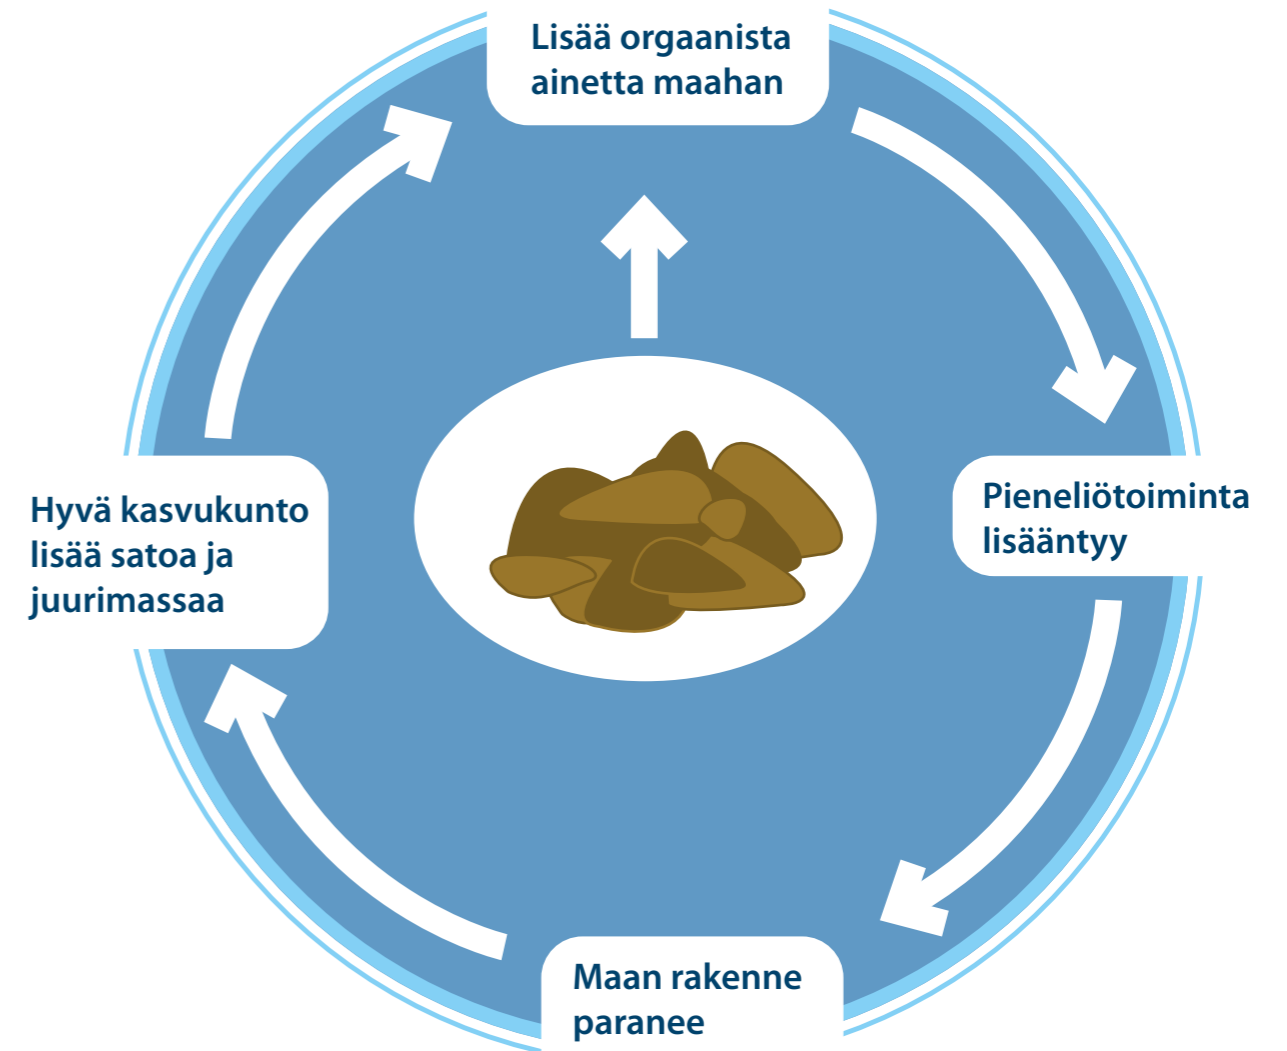 Lisää orgaanista
ainetta maahan
Pieneliötoiminta
lisääntyy
Maan rakenne
paranee
Hyvä kasvukunto
lisää satoa ja
juurimassaa